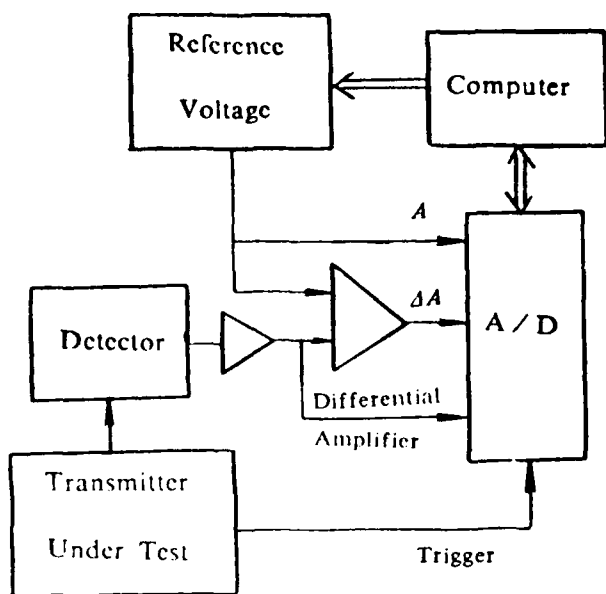 Reference
Voltage
Computer
A
ΔA
A/D
Detector
Differential
Amplifier
Transmitter
Under Test
Trigger